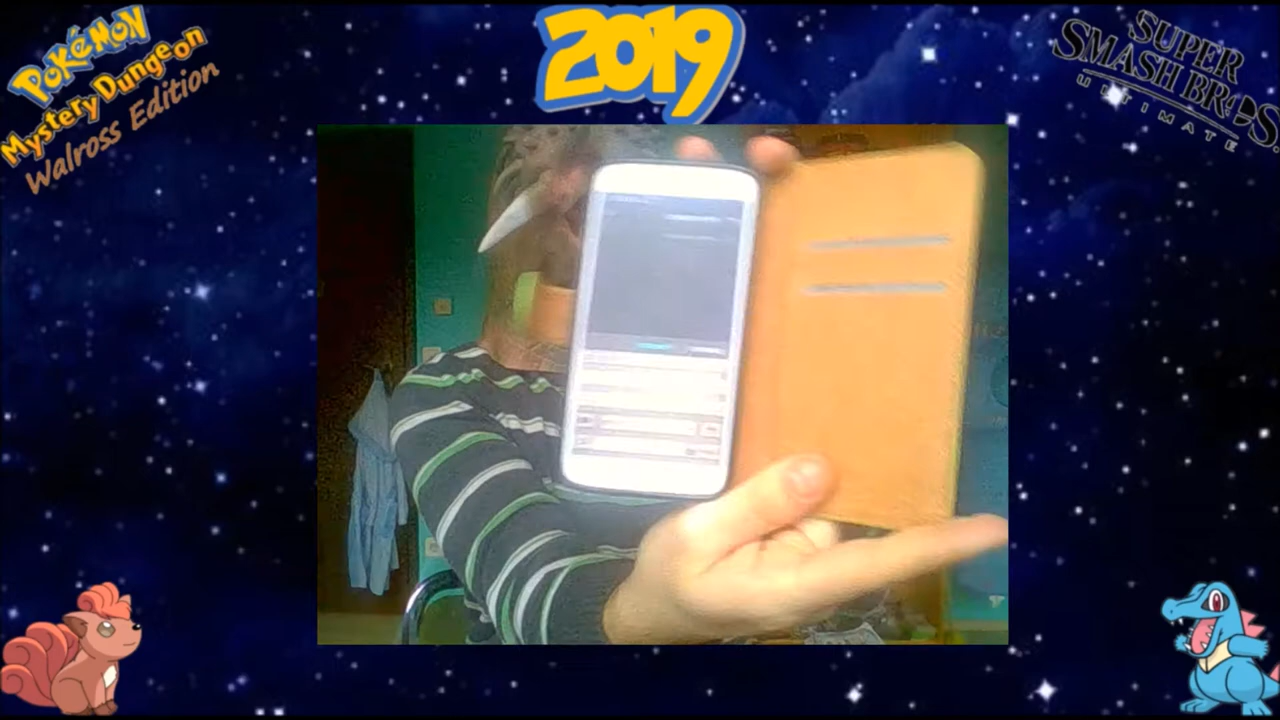 POKéMON
Mystery Dungeon
Walross Edition
2019
SUPER
SMASH BROS.
ULTIMATE